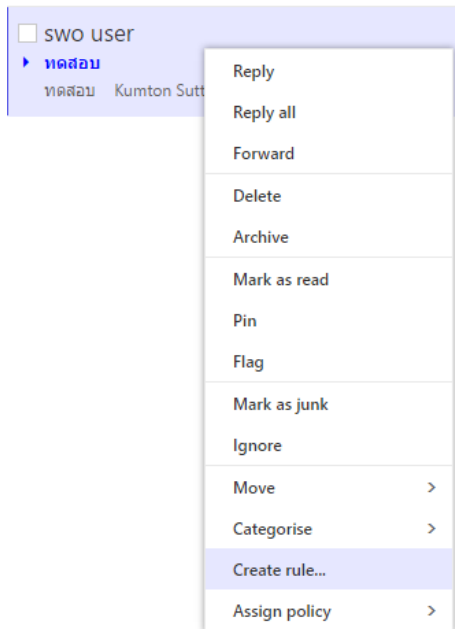 swo user
ทดสอบ
ทดสอบ Kumton Sutt
Reply
Reply all
Forward
Delete
Archive
Mark as read
Pin
Flag
Mark as junk
Ignore
Move
Categorise
Create rule...
Assign policy